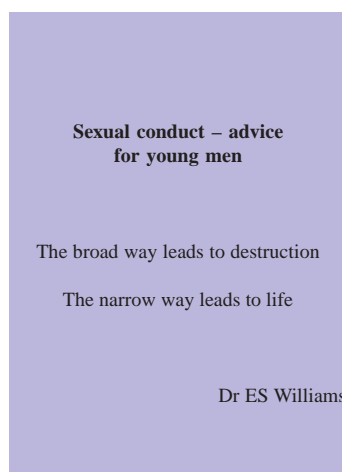 Sexual conduct – advice
for young men
The broad way leads to destruction
The narrow way leads to life
Dr ES Williams